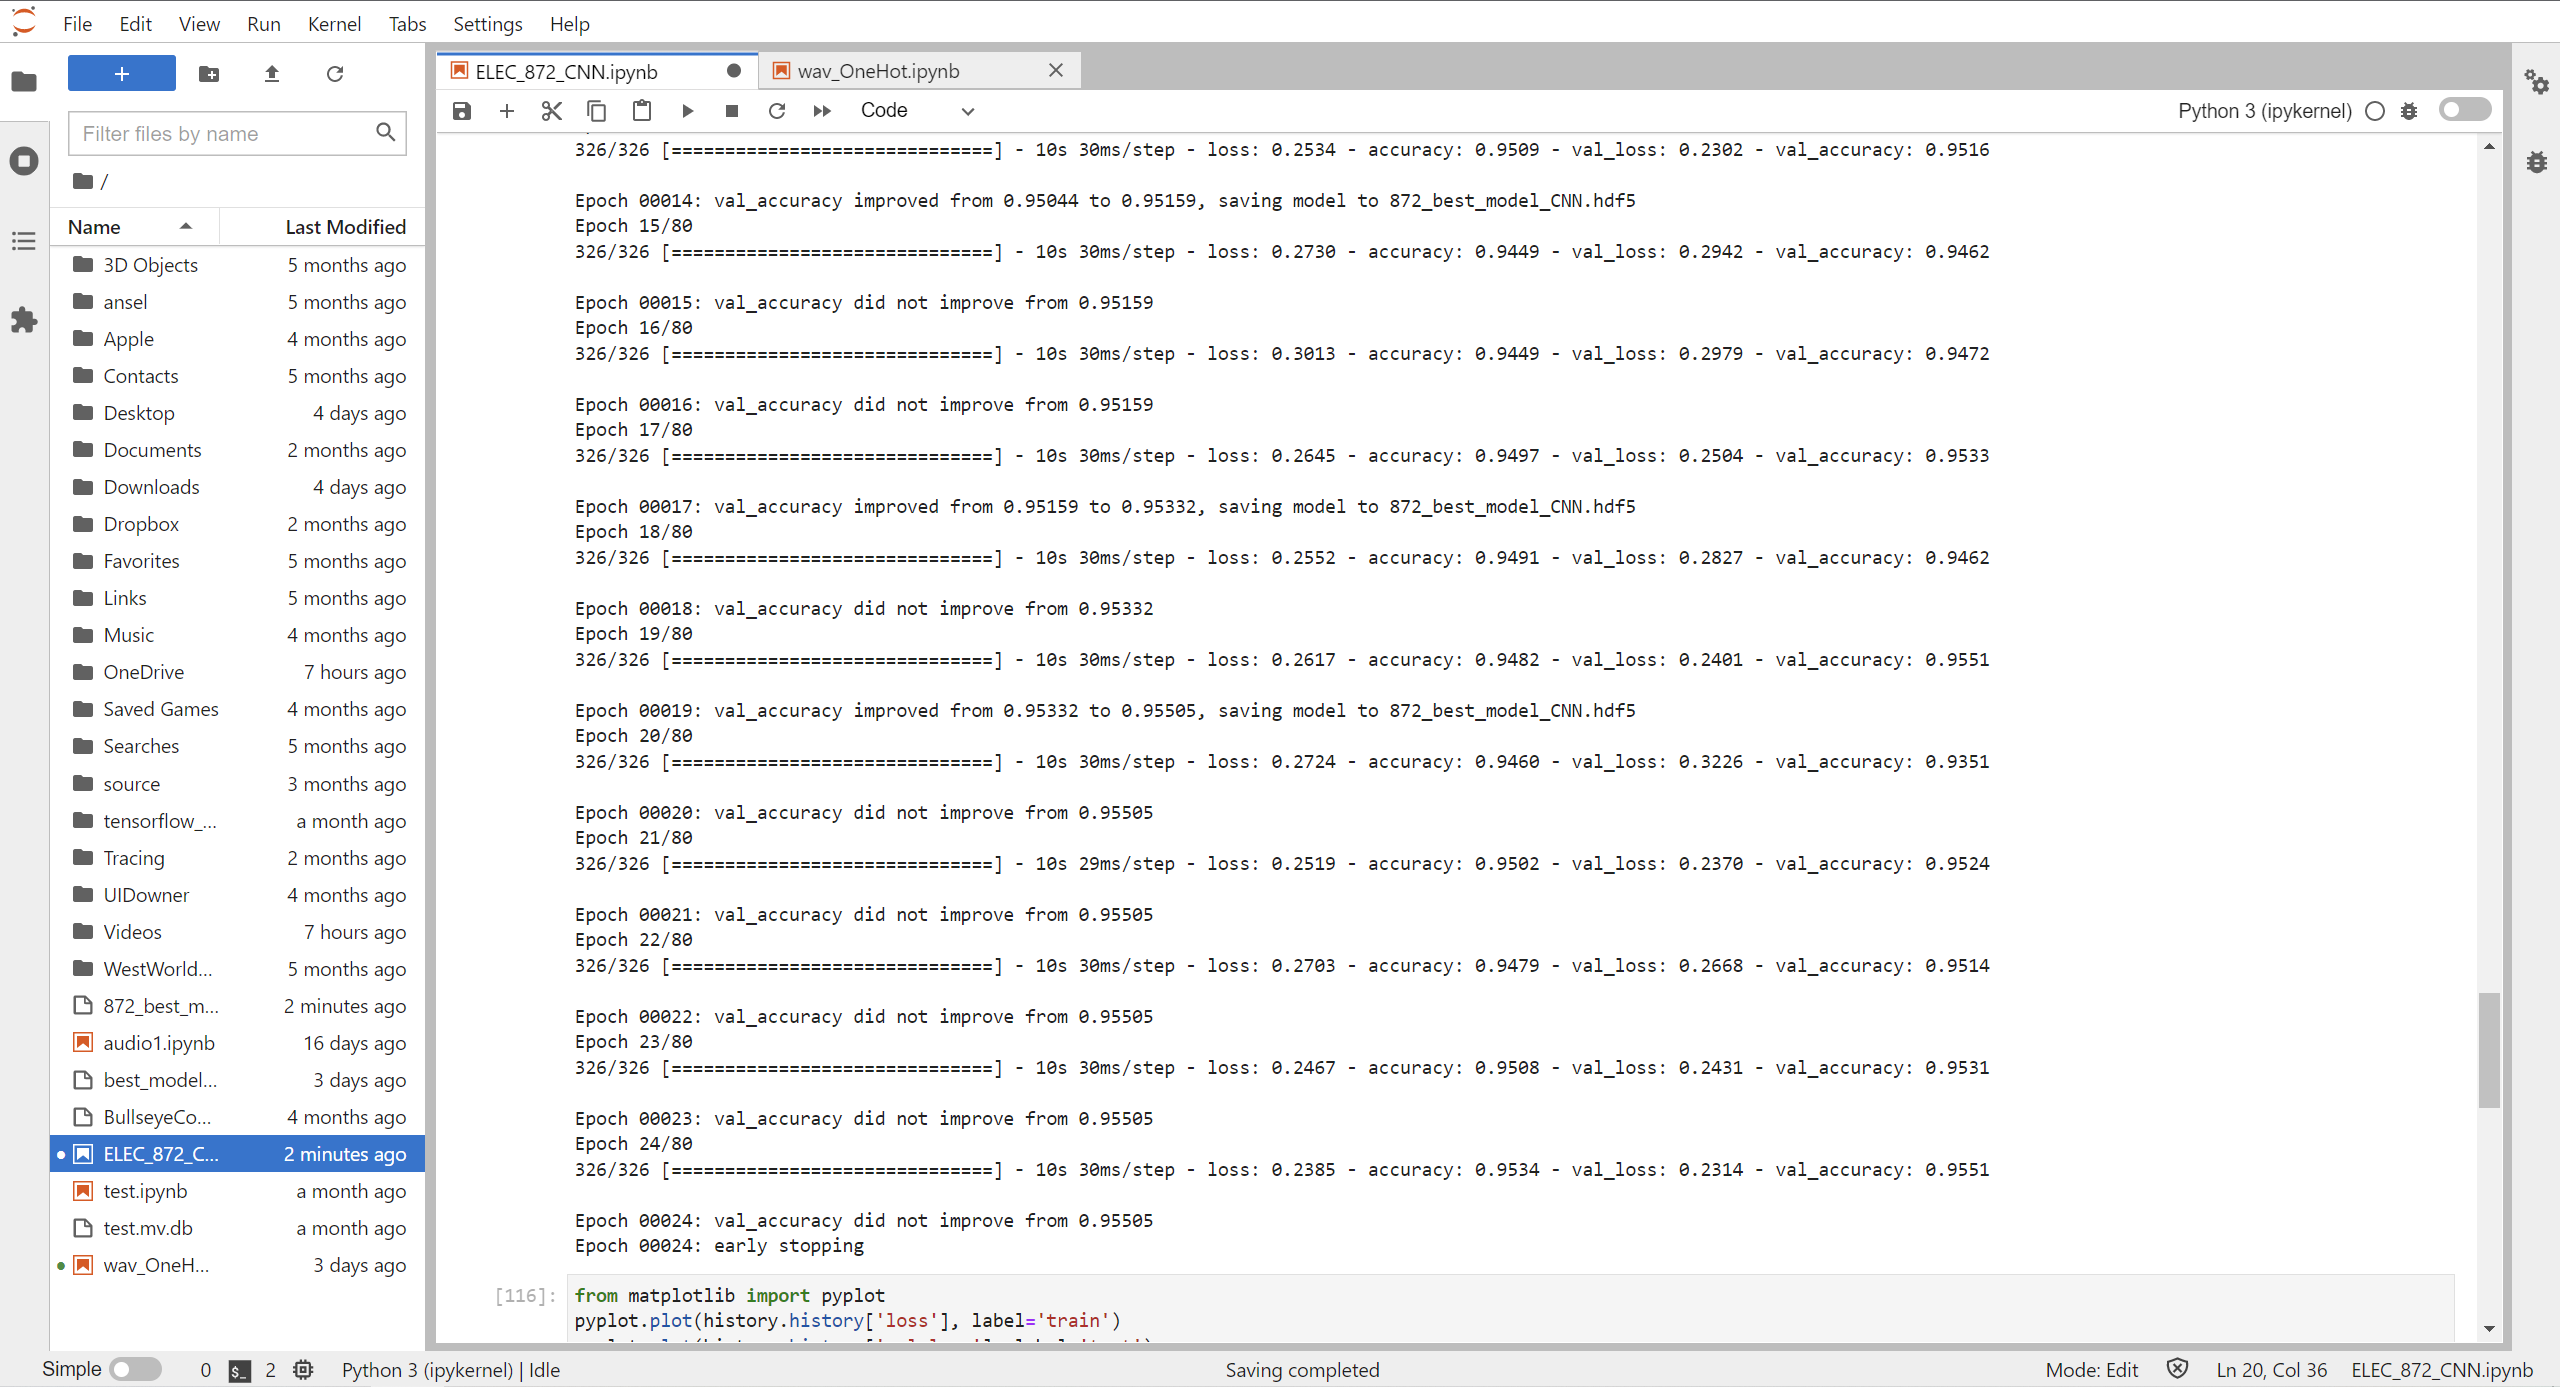 File Edit View Run Kernel Tabs Settings Help
ELEC_872_CNN.ipynb
wav_OneHot.ipynb
Code
Python 3 (ipykernel)
Filter files by name
/
Name Last Modified
3D Objects 5 months ago
ansel 5 months ago
Apple 4 months ago
Contacts 5 months ago
Desktop 4 days ago
Documents 2 months ago
Downloads 4 days ago
Dropbox 2 months ago
Favorites 5 months ago
Links 5 months ago
Music 4 months ago
OneDrive 7 hours ago
Saved Games 4 months ago
Searches 5 months ago
source 3 months ago
tensorflow_... a month ago
Tracing 2 months ago
UIDowner 4 months ago
Videos 7 hours ago
WestWorld... 5 months ago
872_best_m... 2 minutes ago
audio1.ipynb 16 days ago
best_model... 3 days ago
BullseyeCo... 4 months ago
ELEC_872_C... 2 minutes ago
test.ipynb a month ago
test.mv.db a month ago
wav_OneH... 3 days ago
326/326 [==============================] - 10s 30ms/step - loss: 0.2534 - accuracy: 0.9509 - val_loss: 0.2302 - val_accuracy: 0.9516
Epoch 00014: val_accuracy improved from 0.95044 to 0.95159, saving model to 872_best_model_CNN.hdf5
Epoch 15/80
326/326 [==============================] - 10s 30ms/step - loss: 0.2730 - accuracy: 0.9449 - val_loss: 0.2942 - val_accuracy: 0.9462
Epoch 00015: val_accuracy did not improve from 0.95159
Epoch 16/80
326/326 [==============================] - 10s 30ms/step - loss: 0.3013 - accuracy: 0.9449 - val_loss: 0.2979 - val_accuracy: 0.9472
Epoch 00016: val_accuracy did not improve from 0.95159
Epoch 17/80
326/326 [==============================] - 10s 30ms/step - loss: 0.2645 - accuracy: 0.9497 - val_loss: 0.2504 - val_accuracy: 0.9533
Epoch 00017: val_accuracy improved from 0.95159 to 0.95332, saving model to 872_best_model_CNN.hdf5
Epoch 18/80
326/326 [==============================] - 10s 30ms/step - loss: 0.2552 - accuracy: 0.9491 - val_loss: 0.2827 - val_accuracy: 0.9462
Epoch 00018: val_accuracy did not improve from 0.95332
Epoch 19/80
326/326 [==============================] - 10s 30ms/step - loss: 0.2617 - accuracy: 0.9482 - val_loss: 0.2401 - val_accuracy: 0.9551
Epoch 00019: val_accuracy improved from 0.95332 to 0.95505, saving model to 872_best_model_CNN.hdf5
Epoch 20/80
326/326 [==============================] - 10s 30ms/step - loss: 0.2724 - accuracy: 0.9460 - val_loss: 0.3226 - val_accuracy: 0.9351
Epoch 00020: val_accuracy did not improve from 0.95505
Epoch 21/80
326/326 [==============================] - 10s 29ms/step - loss: 0.2519 - accuracy: 0.9502 - val_loss: 0.2370 - val_accuracy: 0.9524
Epoch 00021: val_accuracy did not improve from 0.95505
Epoch 22/80
326/326 [==============================] - 10s 30ms/step - loss: 0.2703 - accuracy: 0.9479 - val_loss: 0.2668 - val_accuracy: 0.9514
Epoch 00022: val_accuracy did not improve from 0.95505
Epoch 23/80
326/326 [==============================] - 10s 30ms/step - loss: 0.2467 - accuracy: 0.9508 - val_loss: 0.2431 - val_accuracy: 0.9531
Epoch 00023: val_accuracy did not improve from 0.95505
Epoch 24/80
326/326 [==============================] - 10s 30ms/step - loss: 0.2385 - accuracy: 0.9534 - val_loss: 0.2314 - val_accuracy: 0.9551
Epoch 00024: val_accuracy did not improve from 0.95505
Epoch 00024: early stopping
[116]: from matplotlib import pyplot
pyplot.plot(history.history['loss'], label='train')
Simple 0 $_ 2 Python 3 (ipykernel) | Idle Saving completed Mode: Edit Ln 20, Col 36 ELEC_872_CNN.ipynb